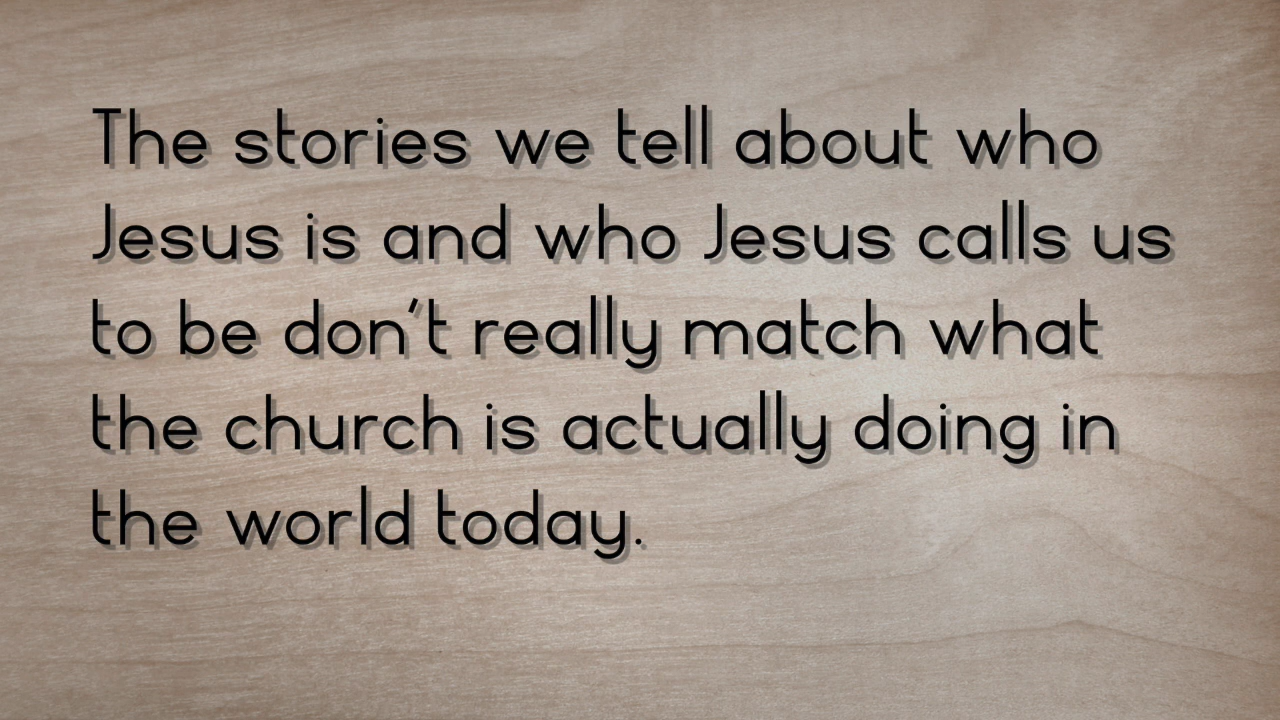 The stories we tell about who
Jesus is and who Jesus calls us
to be don't really match what
the church is actually doing in
the world today.